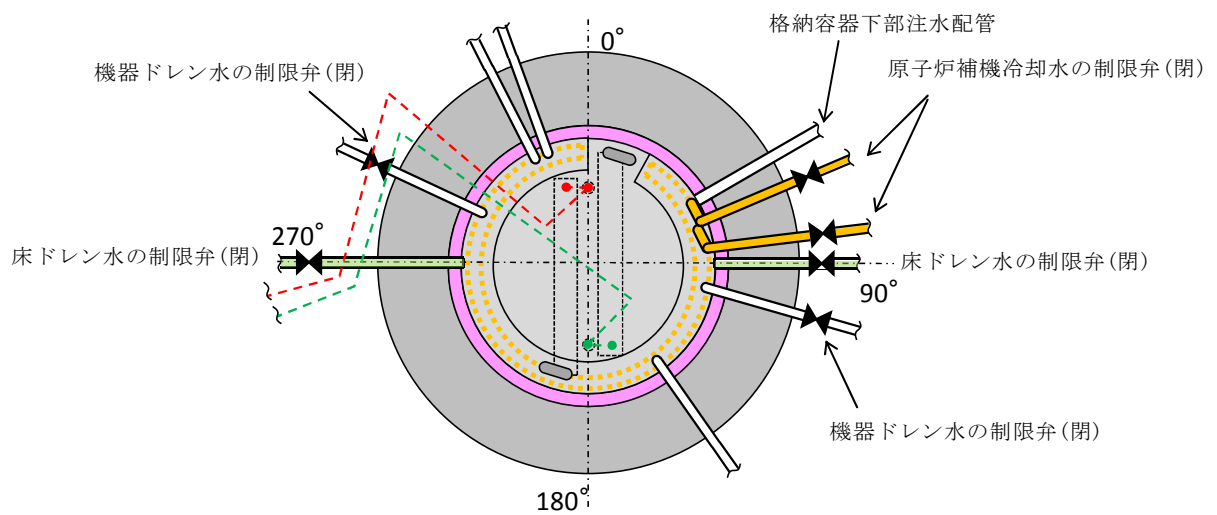 格納容器下部注水配管
0°
原子炉補機冷却水の制限弁(閉)
機器ドレン水の制限弁(閉)
270°
床ドレン水の制限弁(閉)
床ドレン水の制限弁(閉)
90°
機器ドレン水の制限弁(閉)
180°